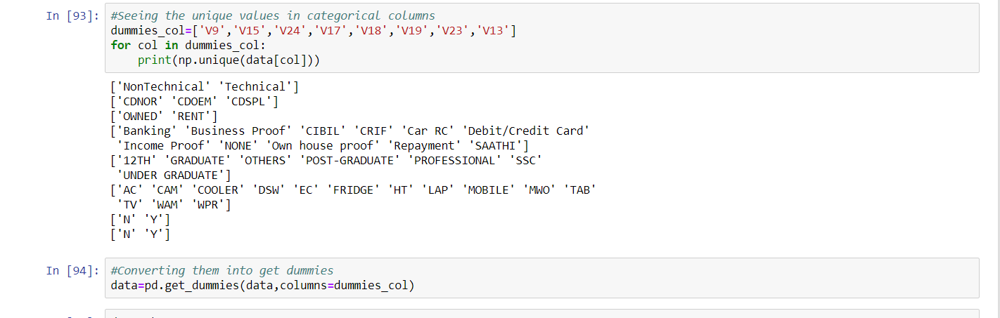 In [93]: #Seeing the unique values in categorical columns
dummies_col=['V9','V15','V24','V17','V18','V19','V23','V13']
for col in dummies_col:
    print(np.unique(data[col]))
['NonTechnical' 'Technical']
['CDNOR' 'CDOEM' 'CDSPL']
['OWNED' 'RENT']
['Banking' 'Business Proof' 'CIBIL' 'CRIF' 'Car RC' 'Debit/Credit Card'
 'Income Proof' 'NONE' 'Own house proof' 'Repayment' 'SAATHI']
['12TH' 'GRADUATE' 'OTHERS' 'POST-GRADUATE' 'PROFESSIONAL' 'SSC'
 'UNDER GRADUATE']
['AC' 'CAM' 'COOLER' 'DSW' 'EC' 'FRIDGE' 'HT' 'LAP' 'MOBILE' 'MWO' 'TAB'
 'TV' 'WAM' 'WPR']
['N' 'Y']
['N' 'Y']
In [94]: #Converting them into get dummies
data=pd.get_dummies(data,columns=dummies_col)